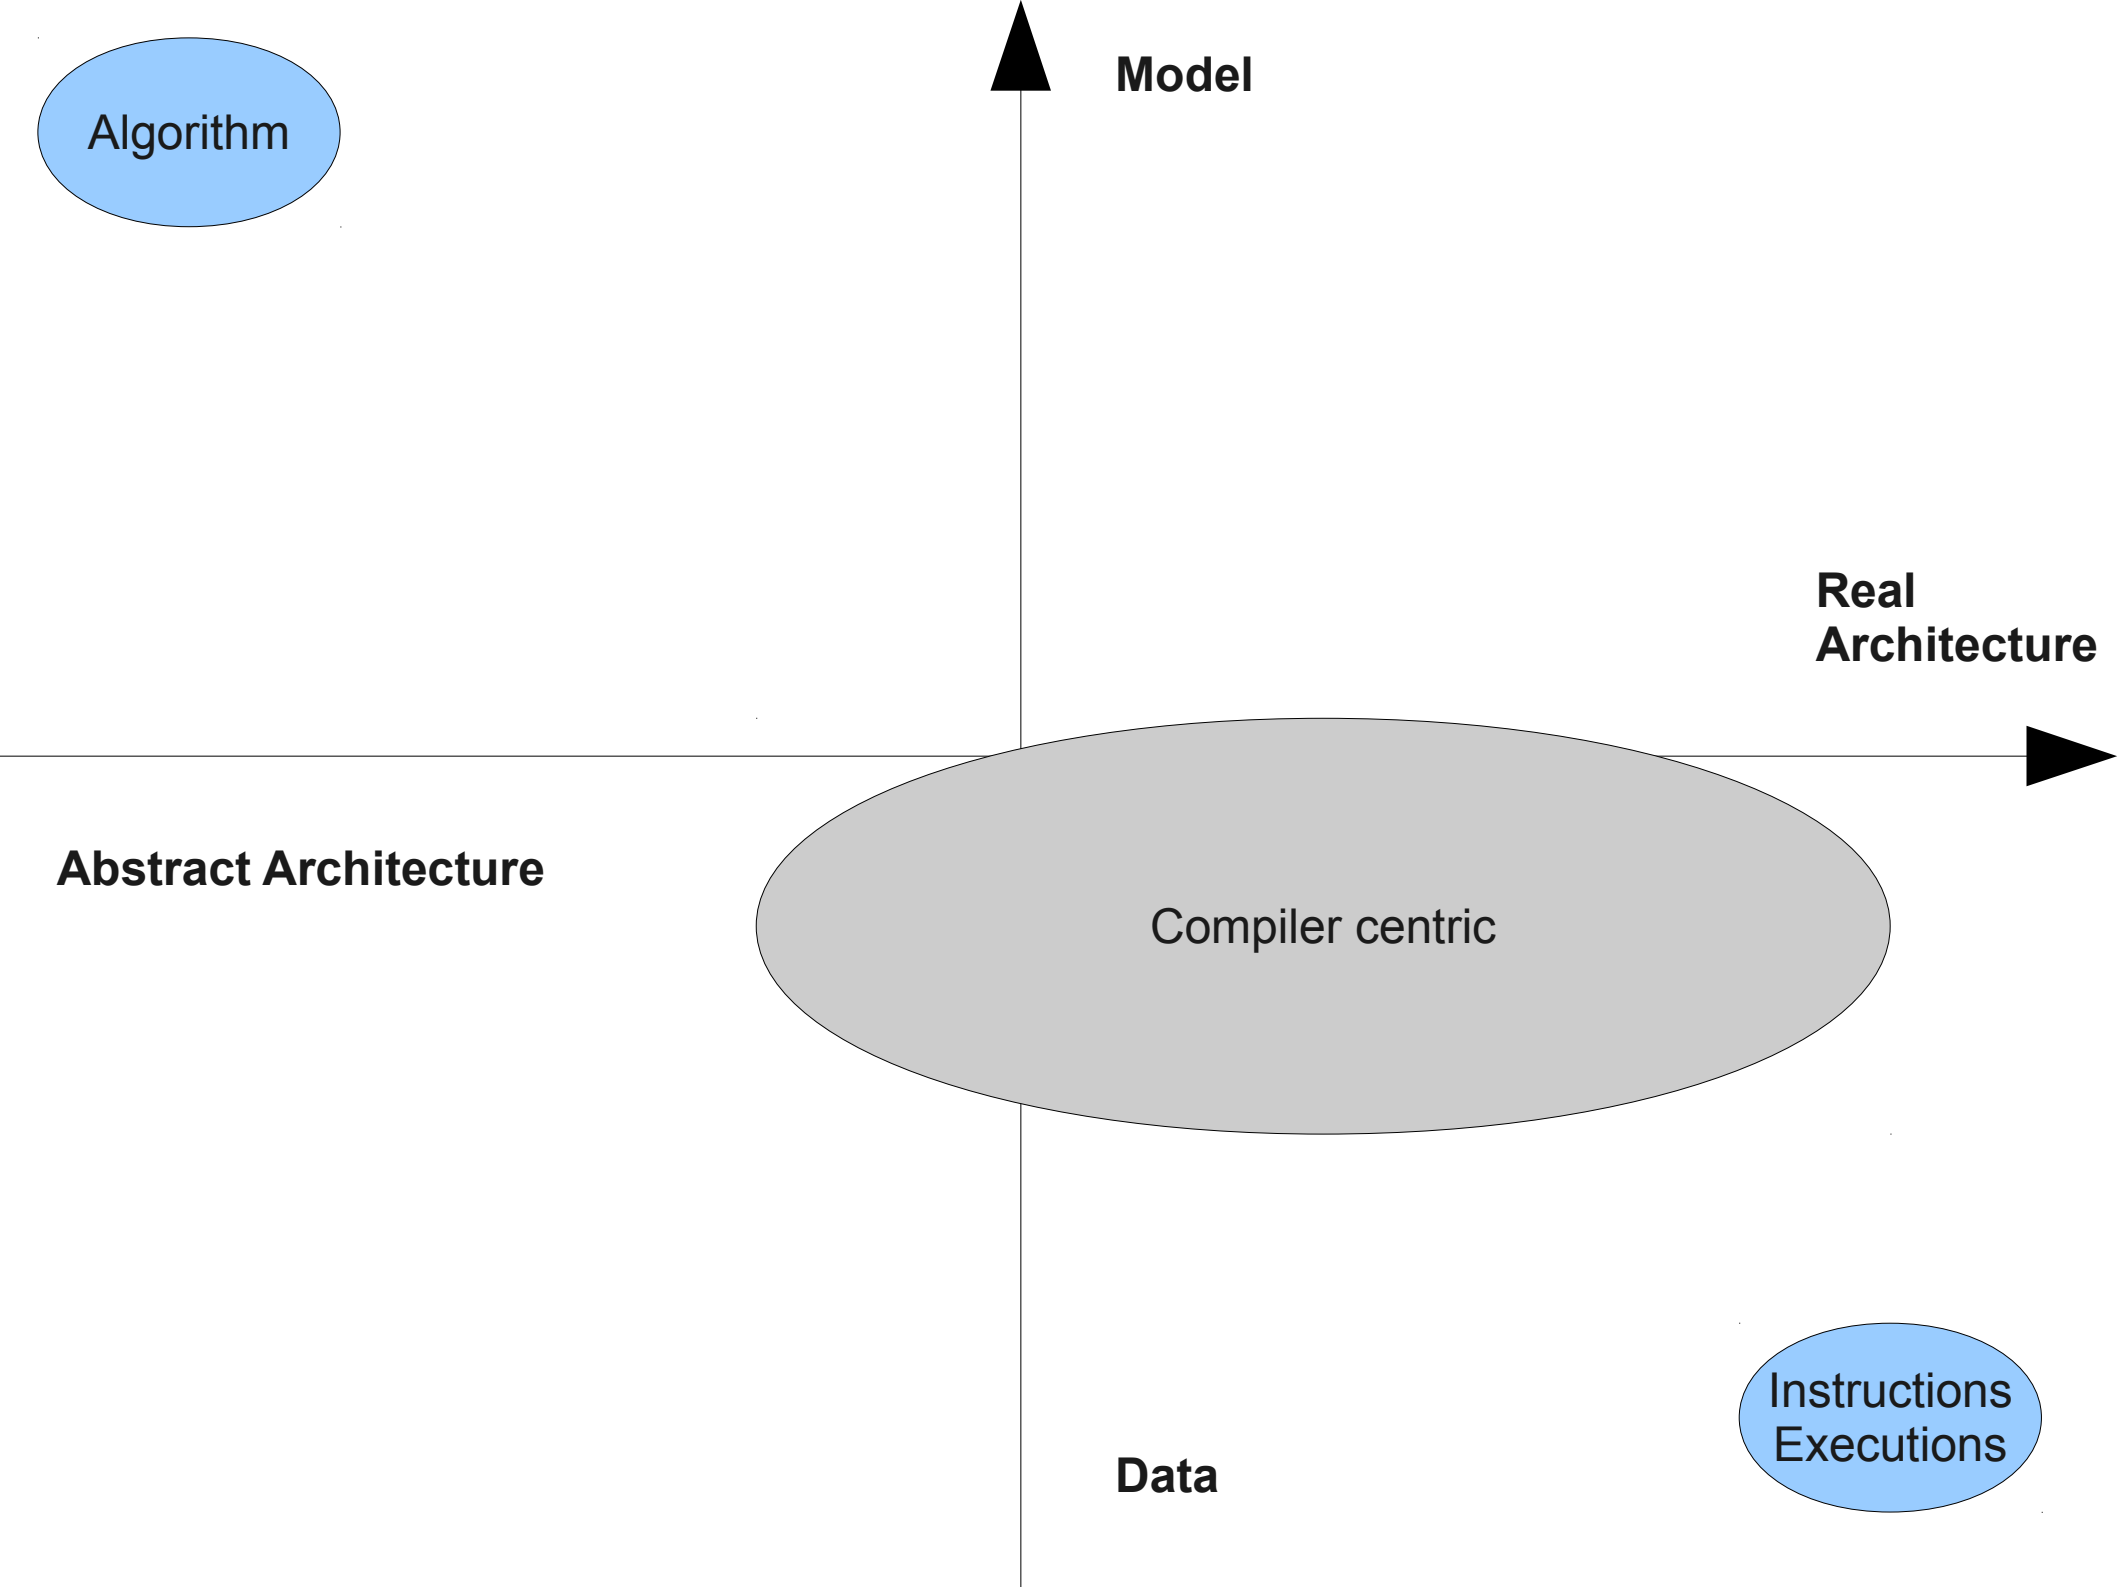 Model
Algorithm
Real
Architecture
Abstract Architecture
Compiler centric
Instructions
Executions
Data